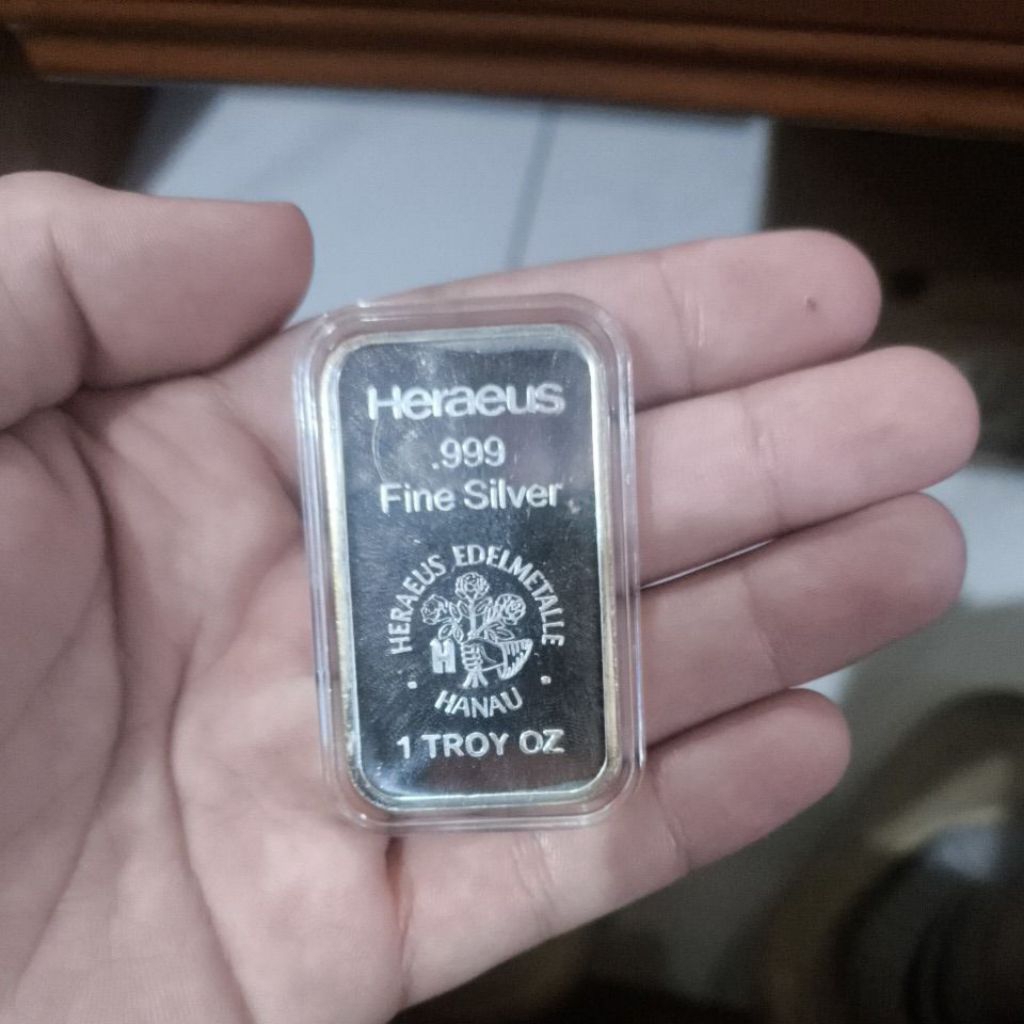 Heraeus
.999
Fine Silver
HERAEUS EDELMETALLE
H
HANAU
1 TROY OZ